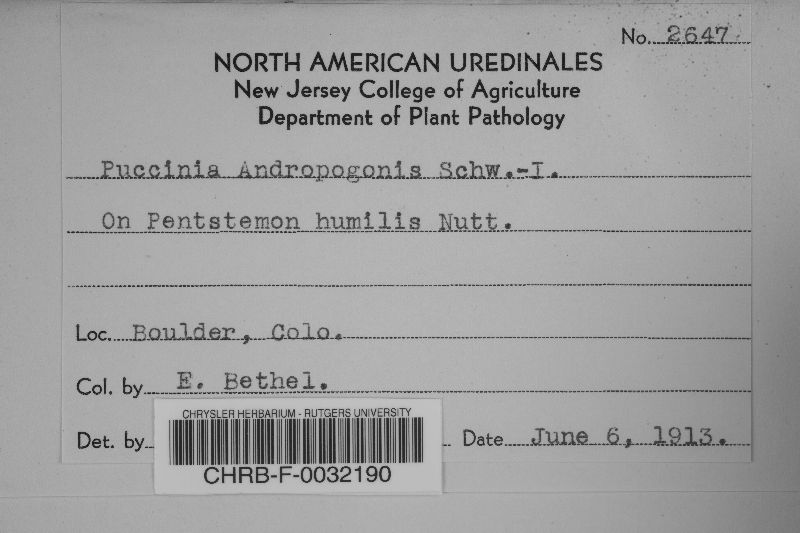 No. 2647
NORTH AMERICAN UREDINALES
New Jersey College of Agriculture
Department of Plant Pathology
Puccinia Andropogonis Schw.-I.
On Pentstemon humilis Nutt.
Loc. Boulder, Colo.
Col. by E. Bethel.
Det. by Date June 6, 1913.
CHRYSLER HERBARIUM - RUTGERS UNIVERSITY
CHRB-F-0032190